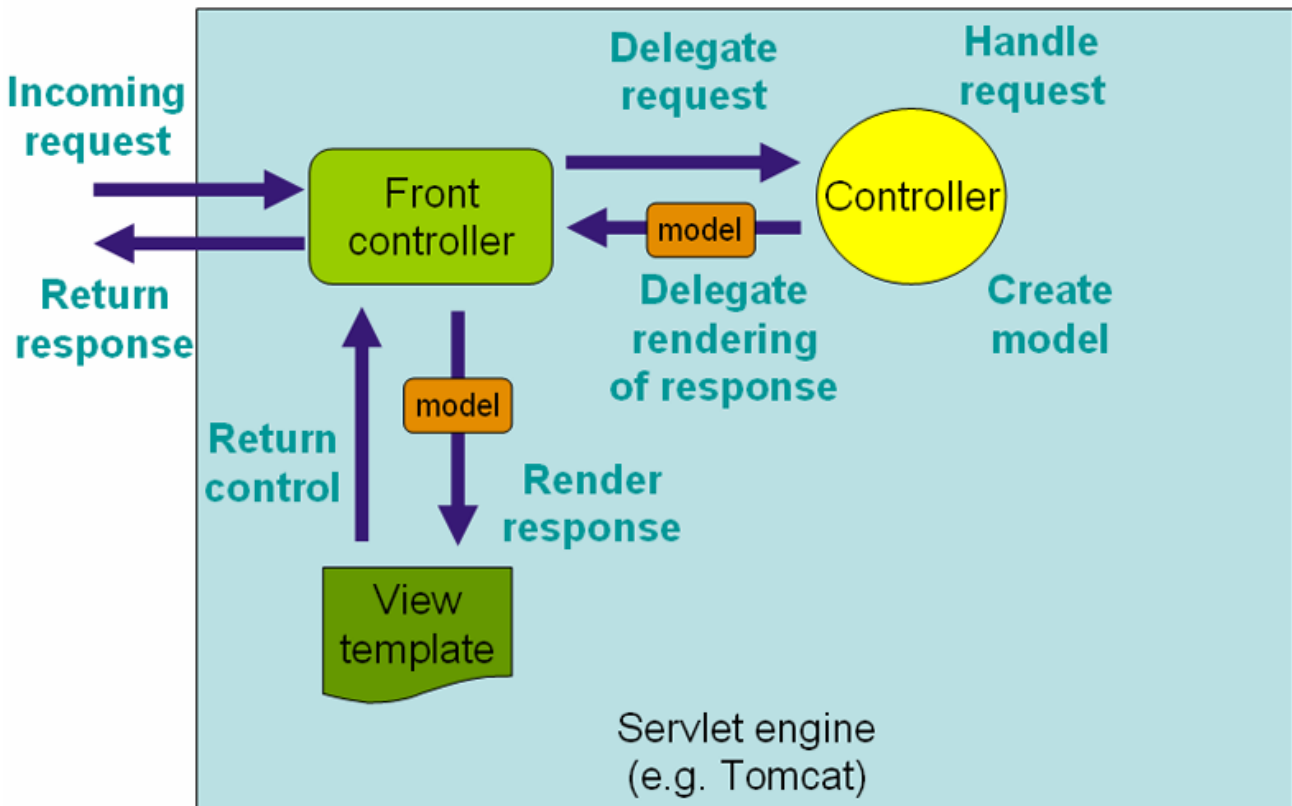 Incoming
request
Return
response
Front
controller
Delegate
request
Handle
request
Controller
model
Delegate
rendering
of response
Create
model
model
Return
control
Render
response
View
template
Servlet engine
(e.g. Tomcat)